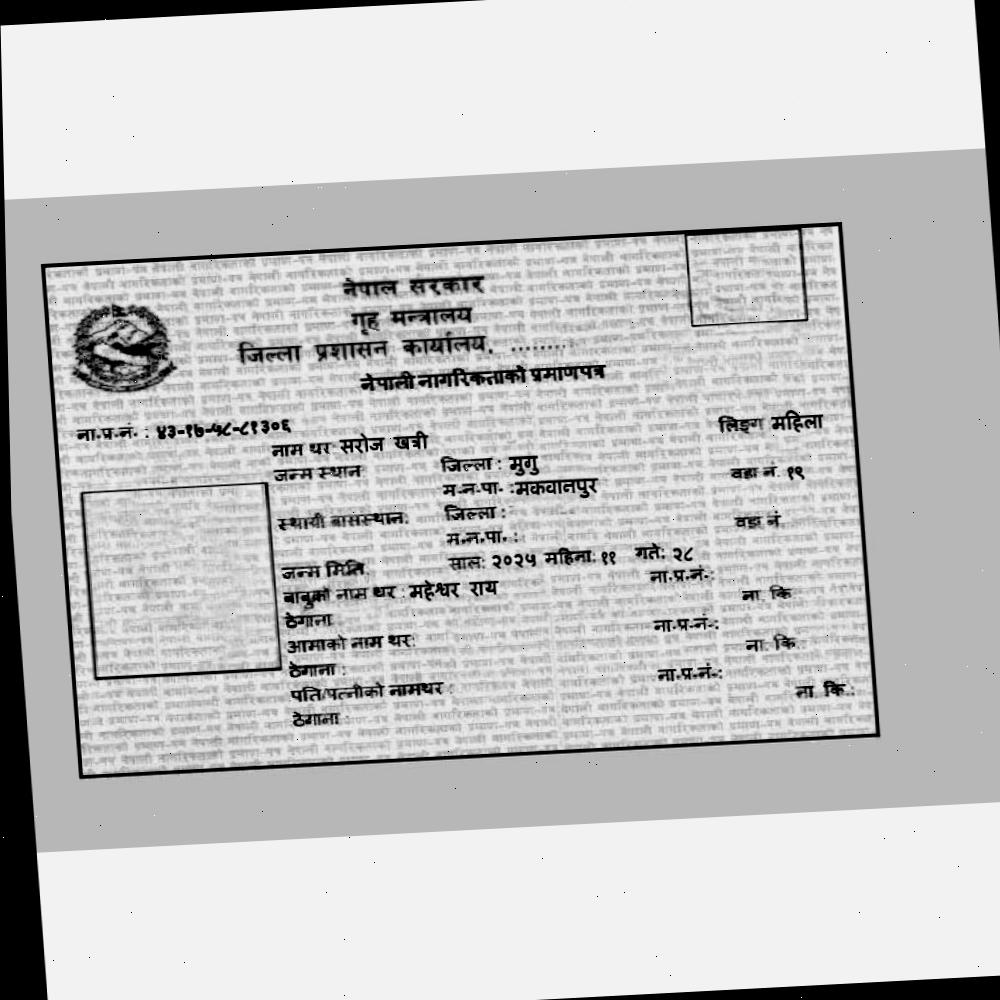 नेपाल सरकार
गृह मन्त्रालय
जिल्ला प्रशासन कार्यालय, ........
नेपाली नागरिकताको प्रमाणपत्र
ना.प्र.नं. : ४३-१७-५८-८१३०६
लिङ्ग महिला
नाम थर सरोज खत्री
जन्म स्थान जिल्ला : मुगु वडा नं. १९
म.न.पा. :मकवानपुर
स्थायी बासस्थान: जिल्ला : वडा नं.
म.न.पा. :
जन्म मिति: साल: २०२५ महिना: ११ गते: २८
बाबुको नाम थर : महेश्वर राय ना.प्र.नं.:
ठेगाना ना. कि
आमाको नाम थर: ना.प्र.नं.:
ठेगाना : ना. कि.
पति/पत्नीको नामथर : ना.प्र.नं.:
ठेगाना : ना. कि.: